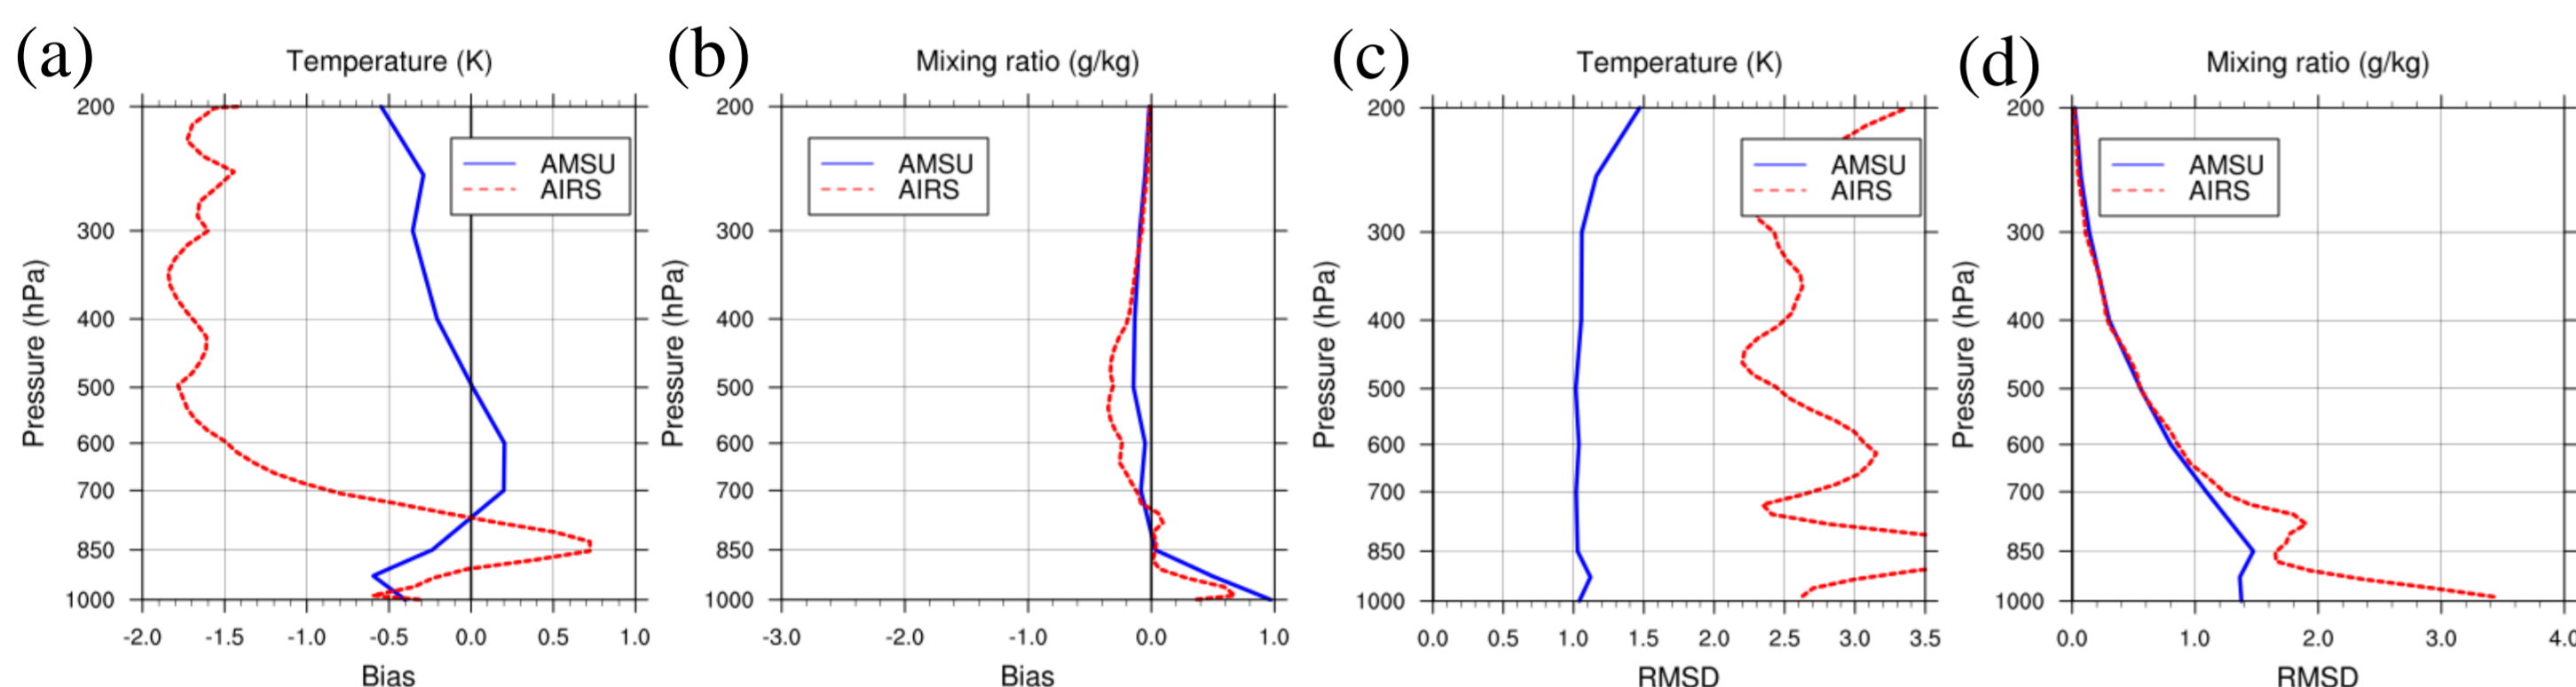 (a) Temperature (K)
200
300
400
500
600
700
850
1000
Pressure (hPa)
AMSU
AIRS
-2.0 -1.5 -1.0 -0.5 0.0 0.5 1.0
Bias
(b) Mixing ratio (g/kg)
200
300
400
500
600
700
850
1000
Pressure (hPa)
AMSU
AIRS
-3.0 -2.0 -1.0 0.0 1.0
Bias
(c) Temperature (K)
200
300
400
500
600
700
850
1000
Pressure (hPa)
AMSU
AIRS
0.0 0.5 1.0 1.5 2.0 2.5 3.0 3.5
RMSD
(d) Mixing ratio (g/kg)
200
300
400
500
600
700
850
1000
Pressure (hPa)
AMSU
AIRS
0.0 1.0 2.0 3.0 4.0
RMSD